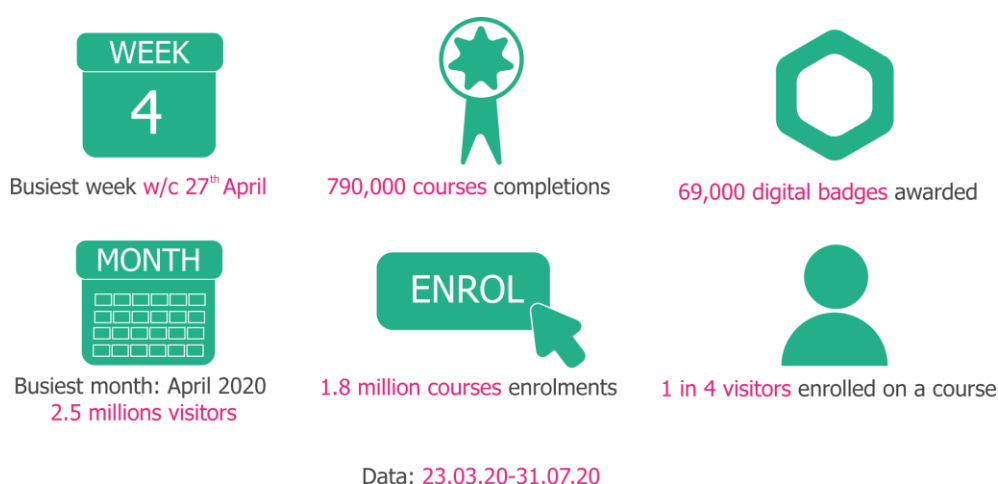 WEEK
4
Busiest week w/c 27th April
790,000 courses completions
69,000 digital badges awarded
MONTH
Busiest month: April 2020
2.5 millions visitors
ENROL
1.8 million courses enrolments
1 in 4 visitors enrolled on a course
Data: 23.03.20-31.07.20